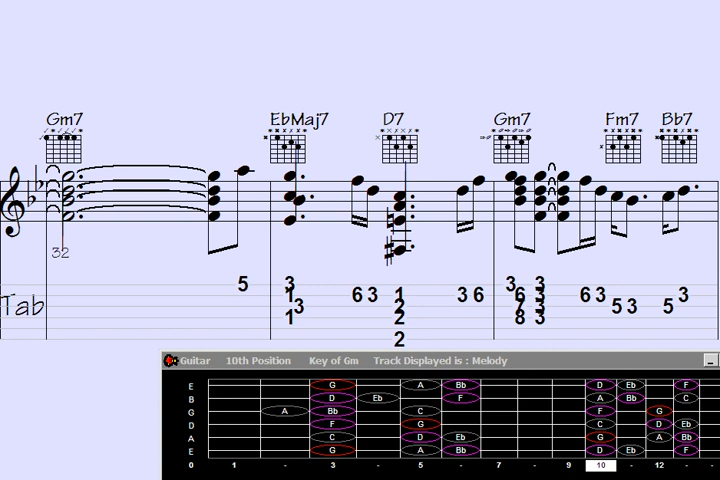 Gm7 EbMaj7 D7 Gm7 Fm7 Bb7
32
5 3 3 3
1 6 3 1 3 6 6 3 6 3 3
Tab 3 2 7 3 5 3 5
1 2 8 3
2
Guitar 10th Position Key of Gm Track Displayed is : Melody
E G A Bb D Eb F
B D Eb F A Bb C
G A Bb C F G
D F G C D Eb
A C D Eb G A Bb
E G A Bb D Eb F
0 1 - 3 - 5 - 7 - 9 10 - 12 -